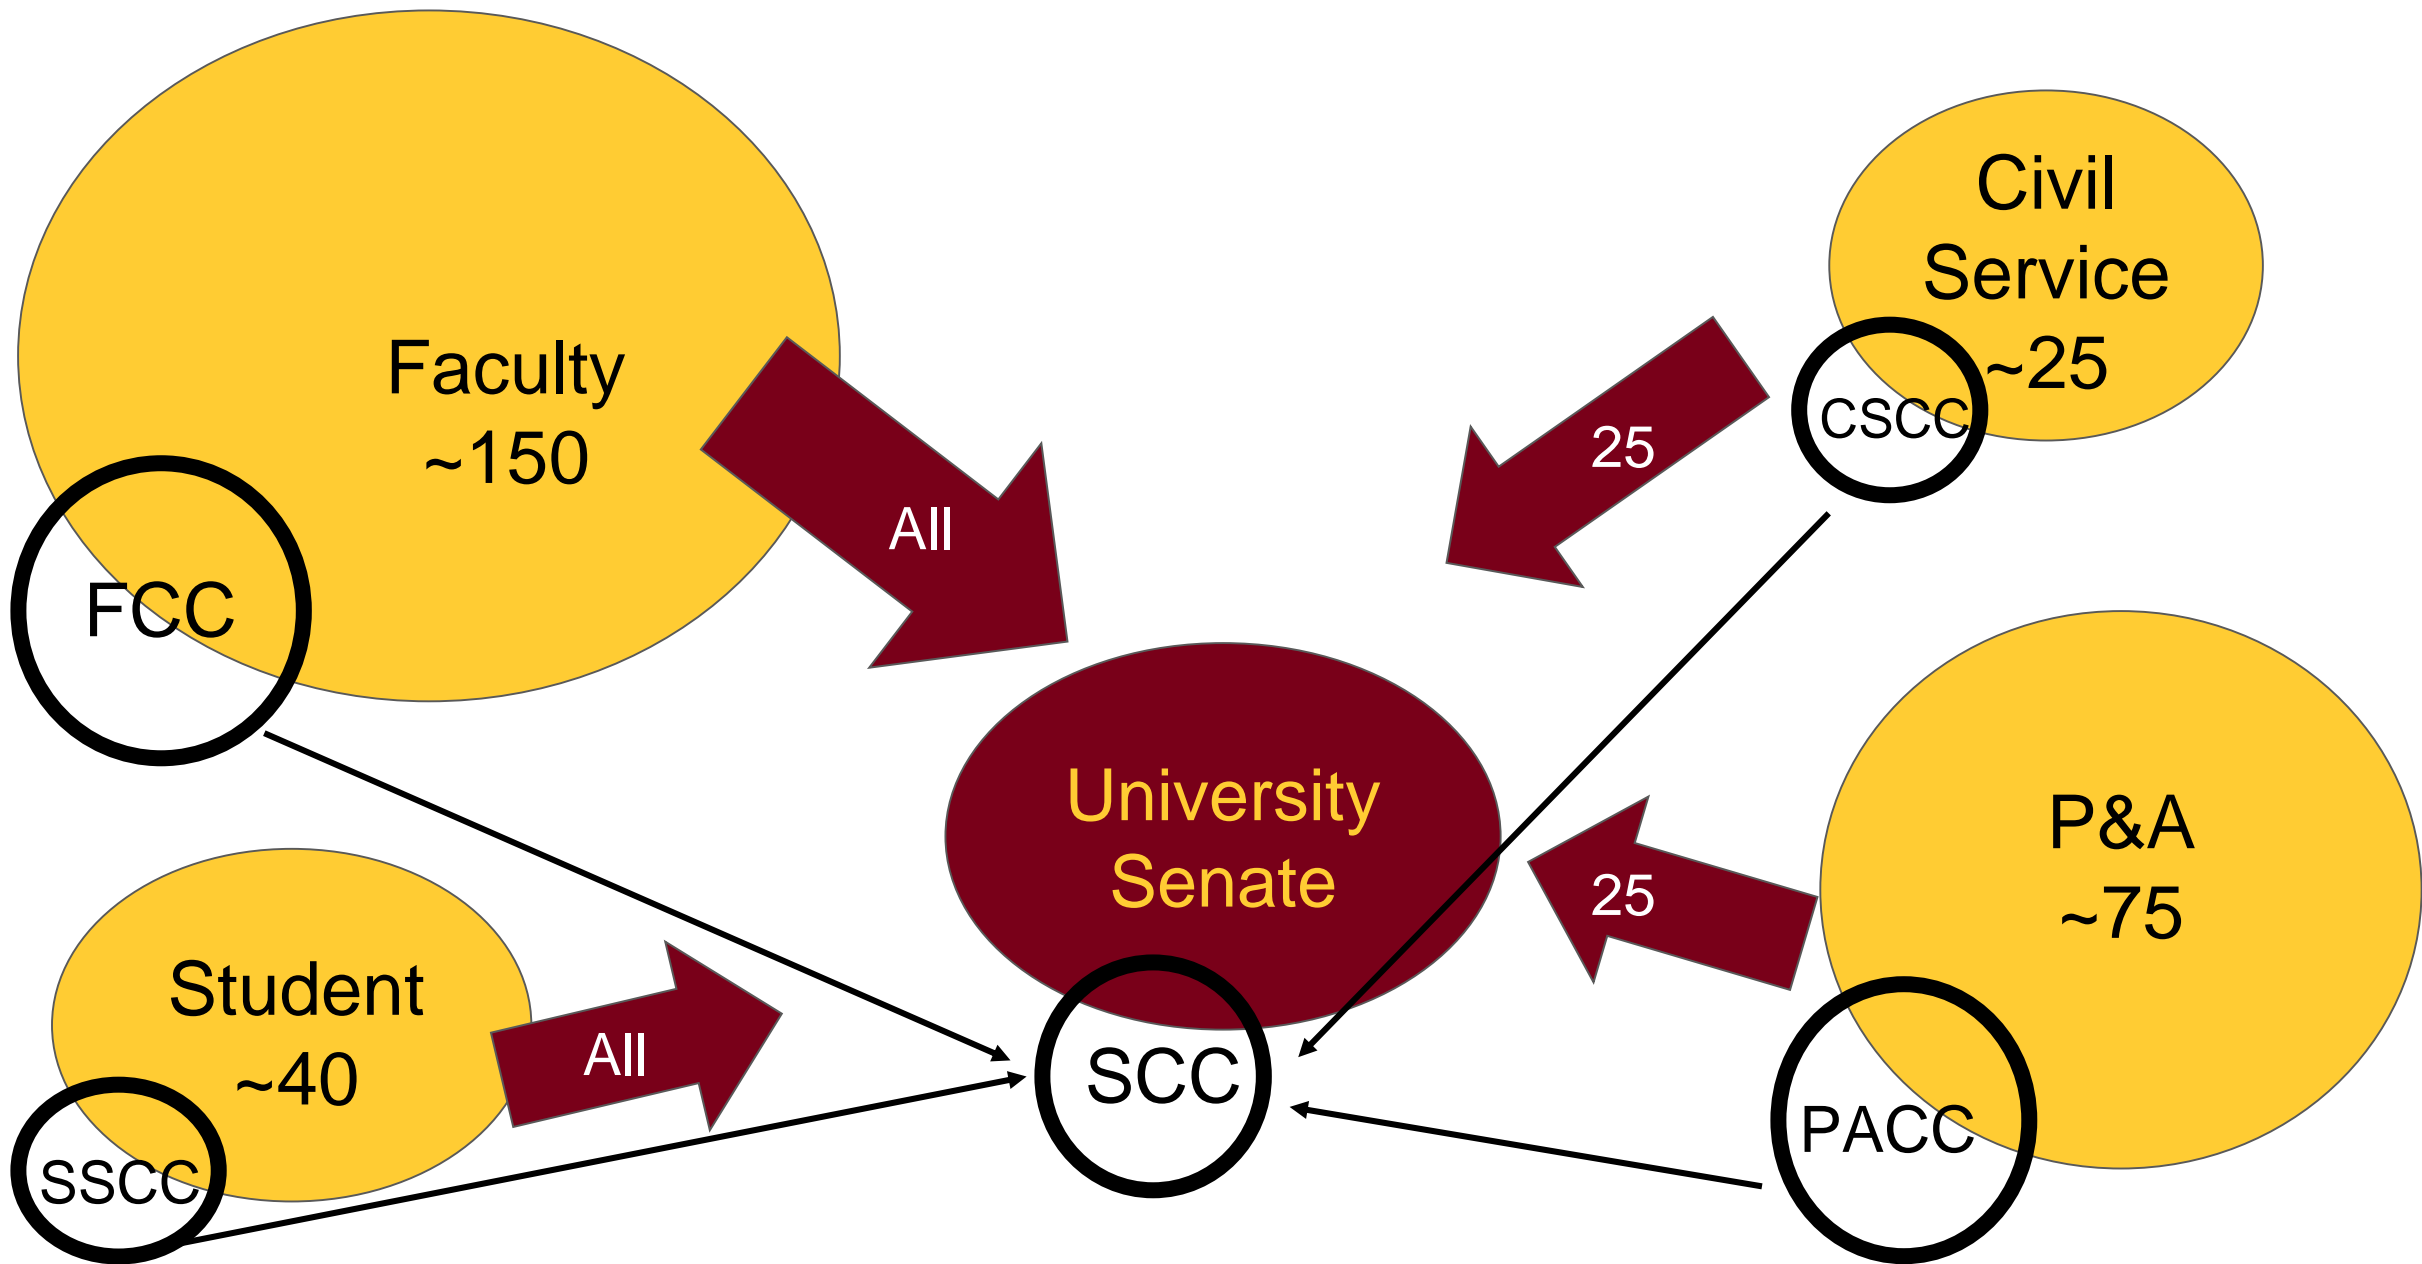 Faculty
~150
FCC
All
Civil
Service
~25
CSCC
25
University
Senate
SCC
P&A
~75
25
PACC
Student
~40
All
SSCC